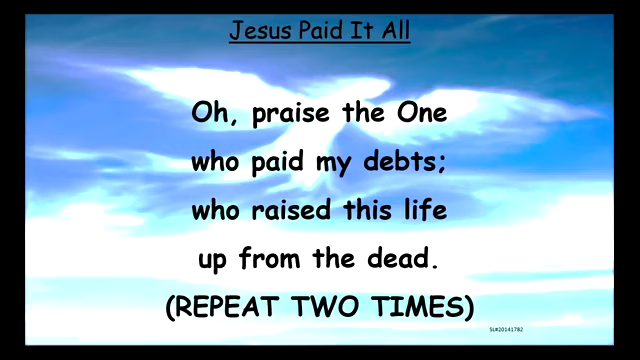 Jesus Paid It All
Oh, praise the One
who paid my debts;
who raised this life
up from the dead.
(REPEAT TWO TIMES)
SL#20141782